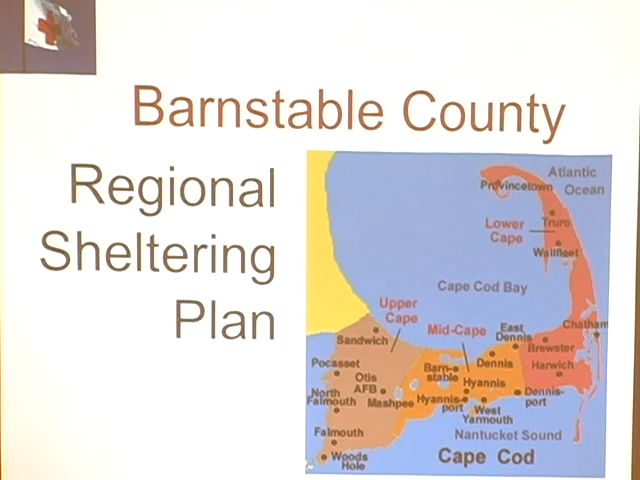 Barnstable County
Regional
Sheltering
Plan
Atlantic
Ocean
Provincetown
Truro
Lower
Cape
Wellfleet
Cape Cod Bay
Upper
Cape
Mid-Cape
East
Dennis
Chatham
Sandwich
Brewster
Pocasset
Barn-
stable
Dennis
Harwich
Otis
AFB
Hyannis
North
Falmouth
Mashpee
Hyannis-
port
Dennis-
port
West
Yarmouth
Falmouth
Nantucket Sound
Woods
Hole
Cape Cod